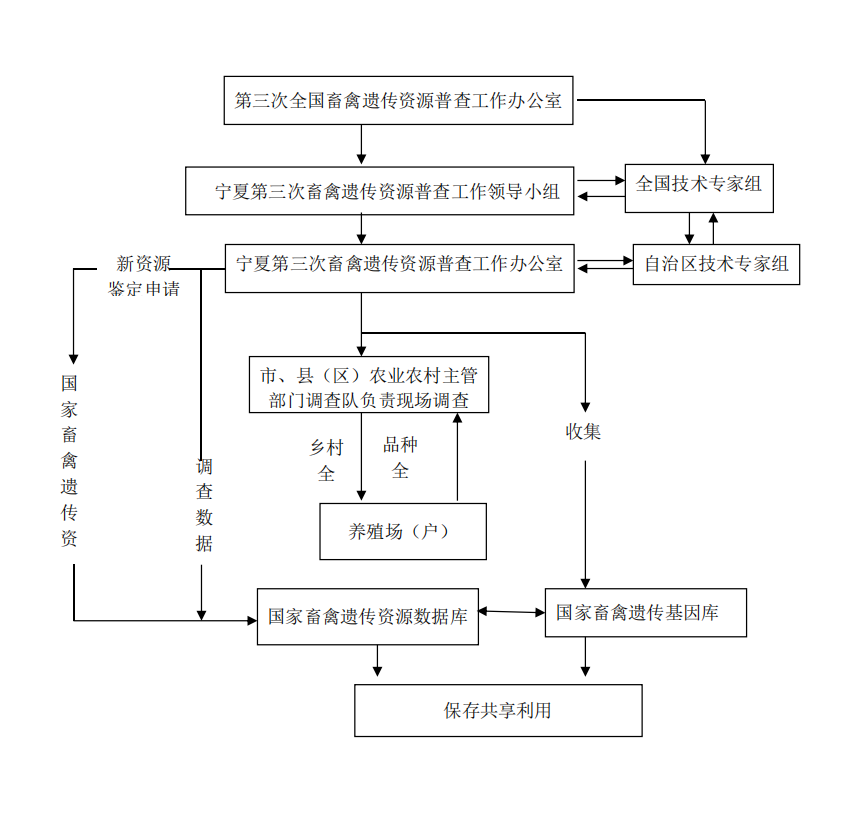 第三次全国畜禽遗传资源普查工作办公室
宁夏第三次畜禽遗传资源普查工作领导小组
全国技术专家组
新资源
鉴定申请
宁夏第三次畜禽遗传资源普查工作办公室
自治区技术专家组
市、县（区）农业农村主管
部门调查队负责现场调查
国
家
畜
禽
遗
传
资
调
查
数
据
乡村
全
品种
全
收集
养殖场（户）
国家畜禽遗传资源数据库
国家畜禽遗传基因库
保存共享利用